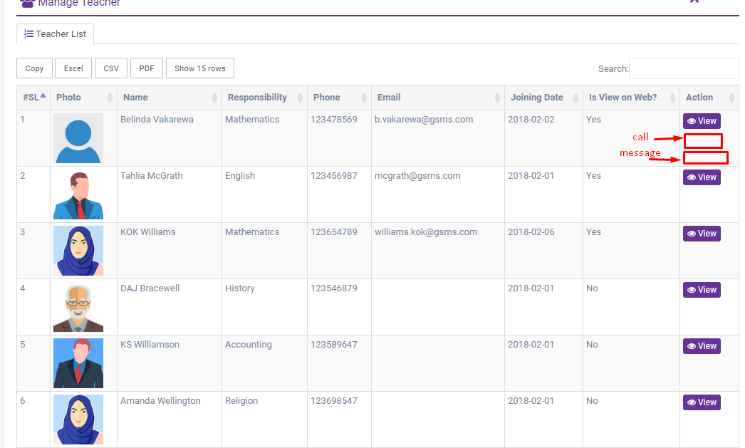 Manage Teacher
Teacher List
Copy Excel CSV PDF Show 15 rows Search:
#SL Photo Name Responsibility Phone Email Joining Date Is View on Web? Action
1 Belinda Vakarewa Mathematics 123478569 b.vakarewa@gsms.com 2018-02-02 Yes View
call
message
2 Tahlia McGrath English 123456987 mcgrath@gsms.com 2018-02-01 Yes View
3 KOK Williams Mathematics 123654789 williams.kok@gsms.com 2018-02-06 Yes View
4 DAJ Bracewell History 123546879 2018-02-01 No View
5 KS Williamson Accounting 123589647 2018-02-01 No View
6 Amanda Wellington Religion 123698547 2018-02-01 No View